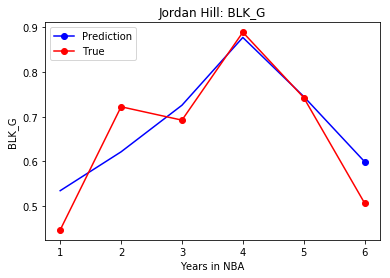 Jordan Hill: BLK_G
Prediction
True
BLK_G
0.9
0.8
0.7
0.6
0.5
1 2 3 4 5 6
Years in NBA